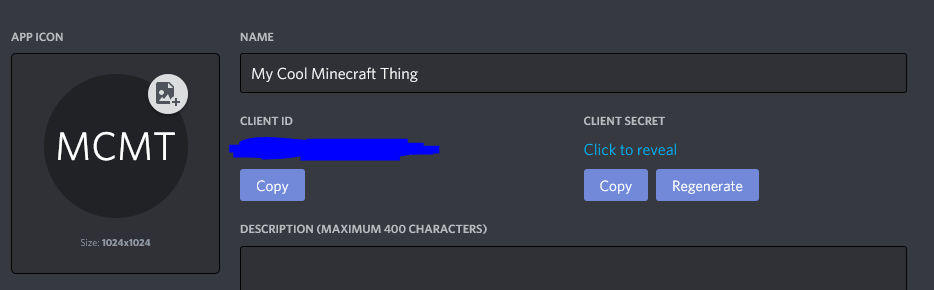 APP ICON
MCMT
Size: 1024x1024
NAME
My Cool Minecraft Thing
CLIENT ID
Copy
CLIENT SECRET
Click to reveal
Copy
Regenerate
DESCRIPTION (MAXIMUM 400 CHARACTERS)